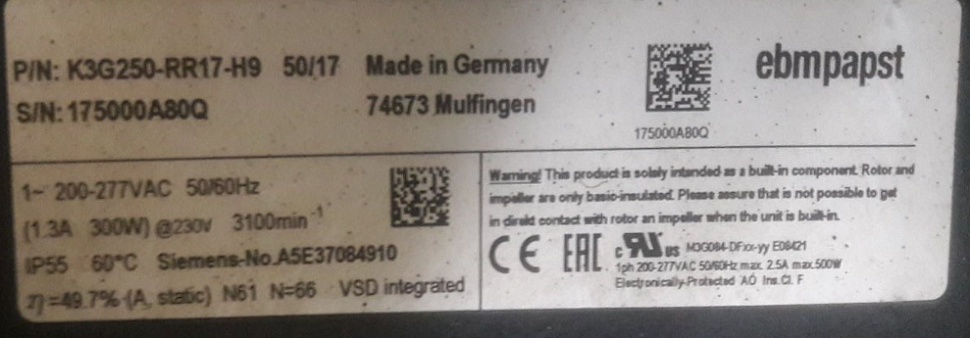 P/N: K3G250-RR17-H9 50/17 Made in Germany
S/N: 175000A80Q 74673 Mulfingen
ebmpapst
175000A80Q
1~ 200-277VAC 50/60Hz
(1.3A 300W) @230V 3100min-1
IP55 60°C Siemens-No.A5E37084910
η=49.7% (A, static) N61 N=66 VSD integrated
Warning! This product is solely intended as a built-in component. Rotor and
impeller are only basic-insulated. Please assure that is not possible to get
in direkt contact with rotor an impeller when the unit is built-in.
CE EAC c RU us M3G084-DFxx-yy E08421
1ph 200-277VAC 50/60Hz max. 2.5A max.500W
Electronically-Protected AO Ins.Cl. F